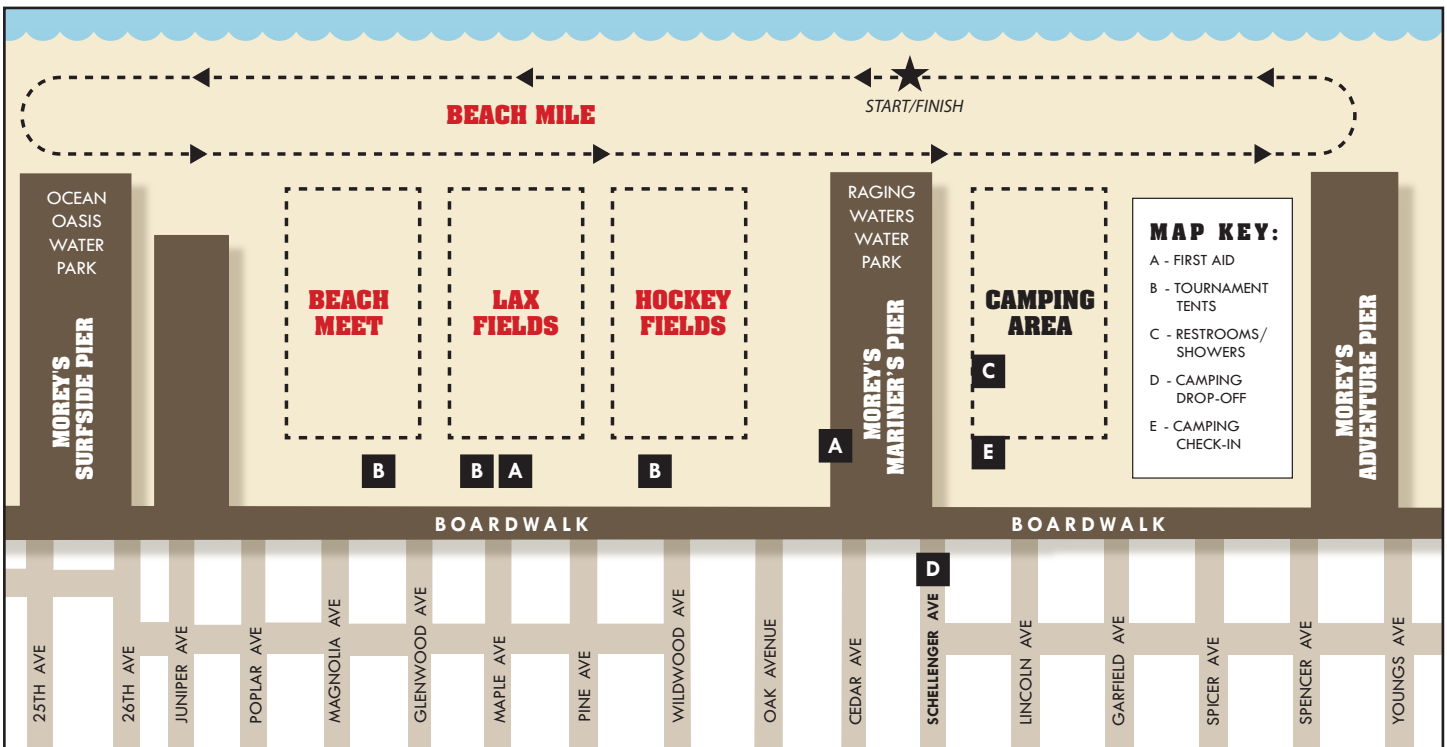 START/FINISH
BEACH MILE
OCEAN
OASIS
WATER
PARK
MOREY'S
SURFSIDE PIER
BEACH
MEET
LAX
FIELDS
HOCKEY
FIELDS
RAGING
WATERS
WATER
PARK
MOREY'S
MARINER'S PIER
CAMPING
AREA
C
E
MAP KEY:
A - FIRST AID
B - TOURNAMENT
TENTS
C - RESTROOMS/
SHOWERS
D - CAMPING
DROP-OFF
E - CAMPING
CHECK-IN
MOREY'S
ADVENTURE PIER
B
B
A
B
A
BOARDWALK
BOARDWALK
D
25TH AVE
26TH AVE
JUNIPER AVE
POPLAR AVE
MAGNOLIA AVE
GLENWOOD AVE
MAPLE AVE
PINE AVE
WILDWOOD AVE
OAK AVENUE
CEDAR AVE
SCHELLENGER AVE
LINCOLN AVE
GARFIELD AVE
SPICER AVE
SPENCER AVE
YOUNGS AVE